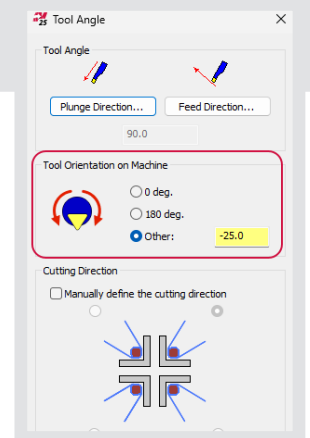 25 Tool Angle
Tool Angle
Plunge Direction... Feed Direction...
90.0
Tool Orientation on Machine
0 deg.
180 deg.
Other: -25.0
Cutting Direction
Manually define the cutting direction